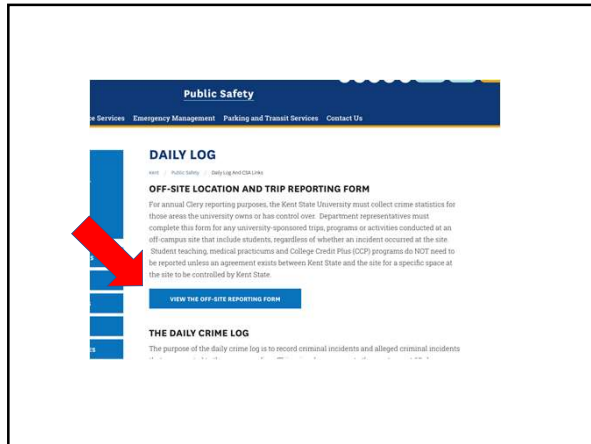 Public Safety
e Services Emergency Management Parking and Transit Services Contact Us
DAILY LOG
Kent / Public Safety / Daily Log And CSA Links
OFF-SITE LOCATION AND TRIP REPORTING FORM
For annual Clery reporting purposes, the Kent State University must collect crime statistics for
those areas the university owns or has control over. Department representatives must
complete this form for any university-sponsored trips, programs or activities conducted at an
off-campus site that include students, regardless of whether an incident occurred at the site.
Student teaching, medical practicums and College Credit Plus (CCP) programs do NOT need to
be reported unless an agreement exists between Kent State and the site for a specific space at
the site to be controlled by Kent State.
VIEW THE OFF-SITE REPORTING FORM
THE DAILY CRIME LOG
The purpose of the daily crime log is to record criminal incidents and alleged criminal incidents